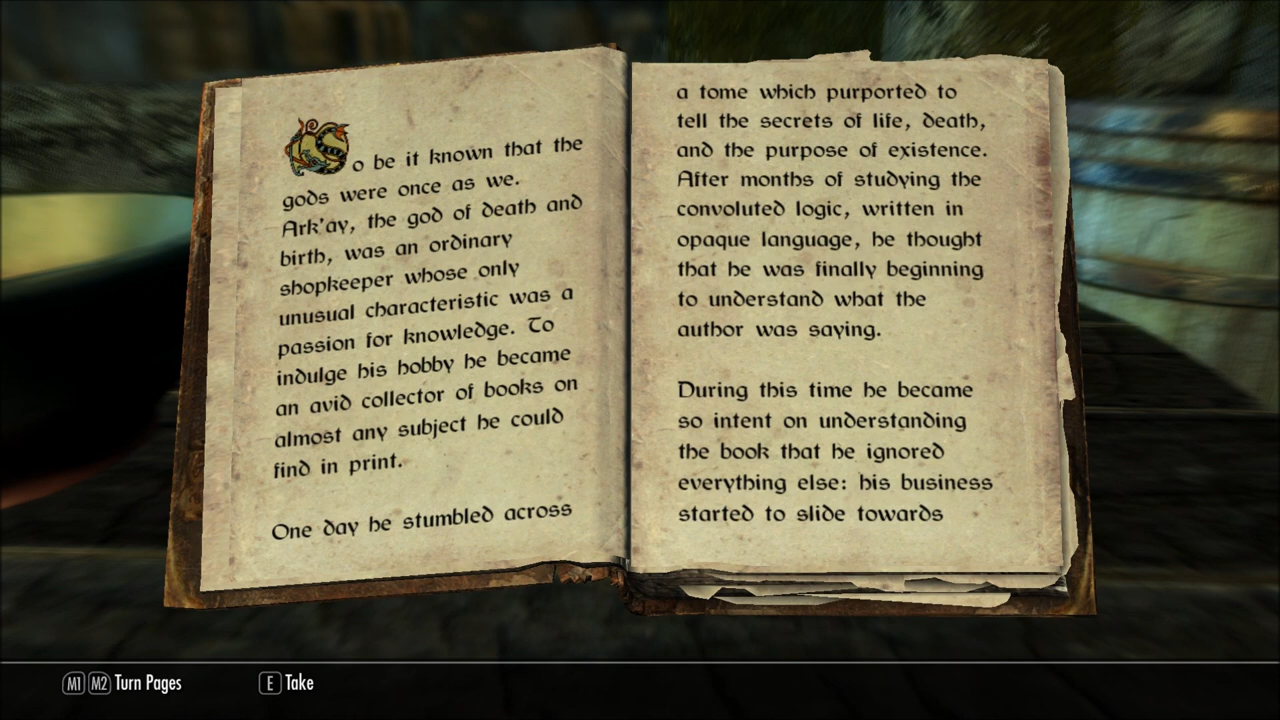 So be it known that the
gods were once as we.
Ark'ay, the god of death and
birth, was an ordinary
shopkeeper whose only
unusual characteristic was a
passion for knowledge. To
indulge his hobby he became
an avid collector of books on
almost any subject he could
find in print.
One day he stumbled across
a tome which purported to
tell the secrets of life, death,
and the purpose of existence.
After months of studying the
convoluted logic, written in
opaque language, he thought
that he was finally beginning
to understand what the
author was saying.
During this time he became
so intent on understanding
the book that he ignored
everything else: his business
started to slide towards
M1 M2 Turn Pages
E Take